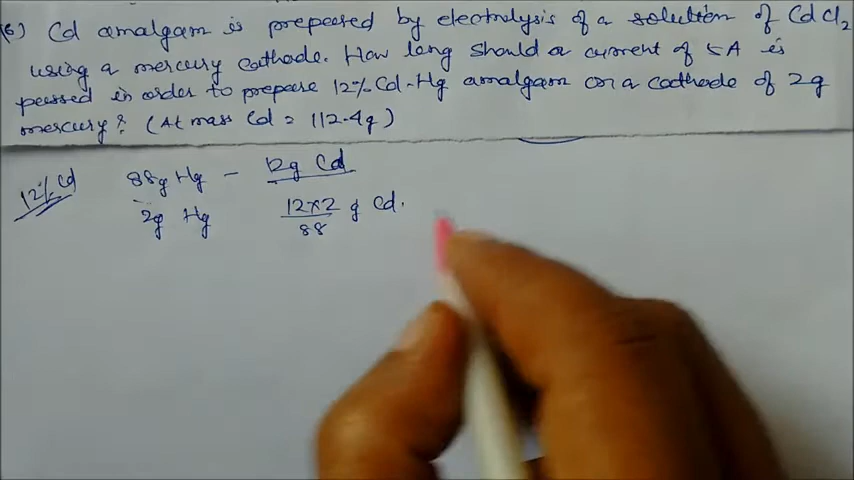 (6) Cd amalgam is prepeared by electrolysis of a solution of CdCl2
using a mercury cathode. How long should a current of 5A is
passed in order to prepare 12% Cd-Hg amalgam on a cathode of 2g
mercury? (At mass Cd = 112.4g)
12% Cd 88g Hg - 12g Cd
2g Hg 12×2/88 g Cd.